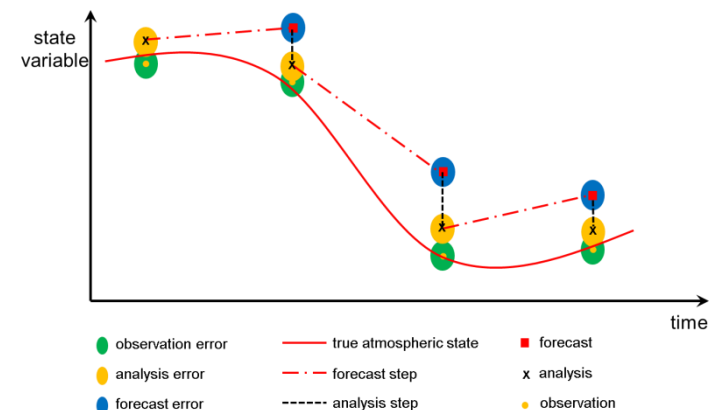 state
variable
time
observation error
true atmospheric state
forecast
analysis error
forecast step
x analysis
forecast error
analysis step
observation